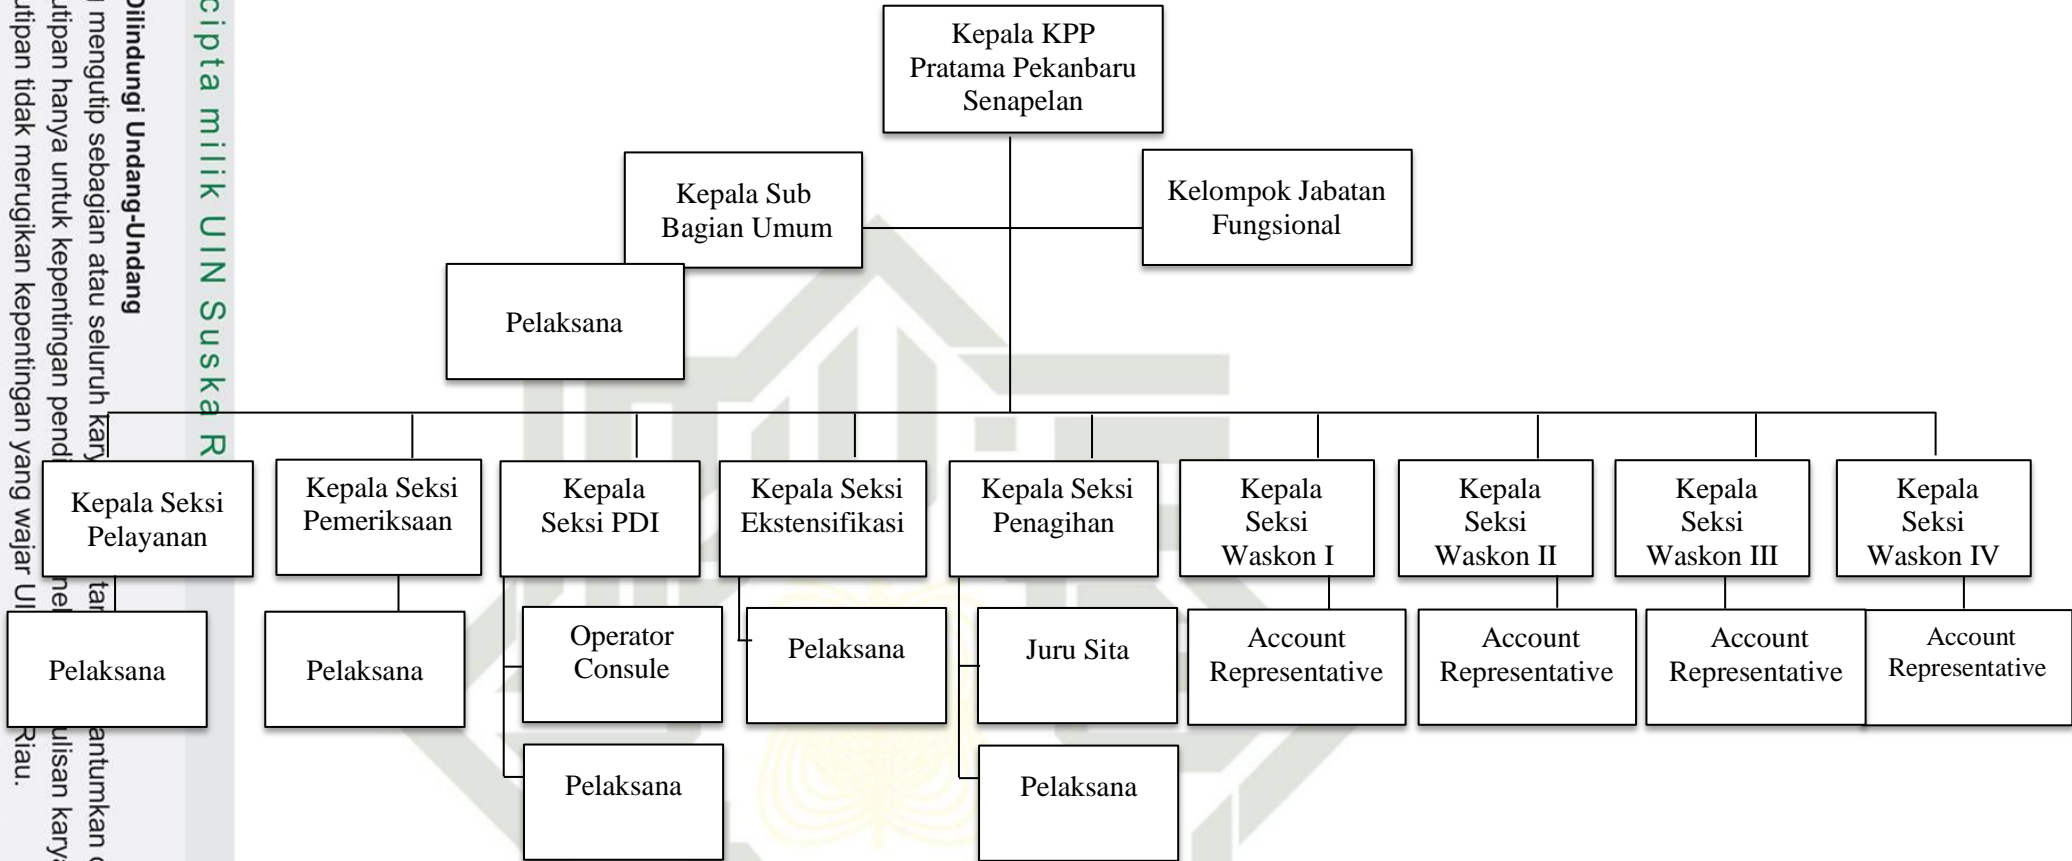 Kepala KPP
Pratama Pekanbaru
Senapelan
Kepala Sub
Bagian Umum
Kelompok Jabatan
Fungsional
Pelaksana
Kepala Seksi
Pelayanan
Kepala Seksi
Pemeriksaan
Kepala
Seksi PDI
Kepala Seksi
Ekstensifikasi
Kepala Seksi
Penagihan
Kepala
Seksi
Waskon I
Kepala
Seksi
Waskon II
Kepala
Seksi
Waskon III
Kepala
Seksi
Waskon IV
Pelaksana
Pelaksana
Operator
Consule
Pelaksana
Juru Sita
Account
Representative
Account
Representative
Account
Representative
Account
Representative
Pelaksana
Pelaksana
cipta milik UIN Suska R
Dilindungi Undang-Undang
mengutip sebagian atau seluruh
utipan hanya untuk kepentingan
utipan tidak merugikan kepentingan yang wajar Riau.